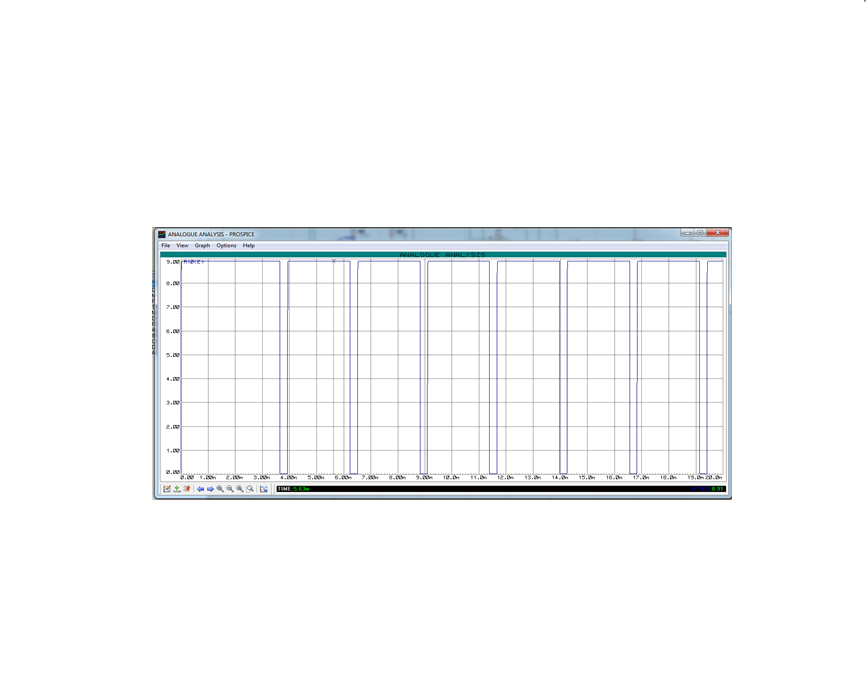 ANALOGUE ANALYSIS - PROSPICE
File View Graph Options Help
ANALOGUE ANALYSIS
9.00
8.00
7.00
6.00
5.00
4.00
3.00
2.00
1.00
0.00
0.00 1.00m 2.00m 3.00m 4.00m 5.00m 6.00m 7.00m 8.00m 9.00m 10.0m 11.0m 12.0m 13.0m 14.0m 15.0m 16.0m 17.0m 18.0m 19.0m 20.0m
TIME 5.63m